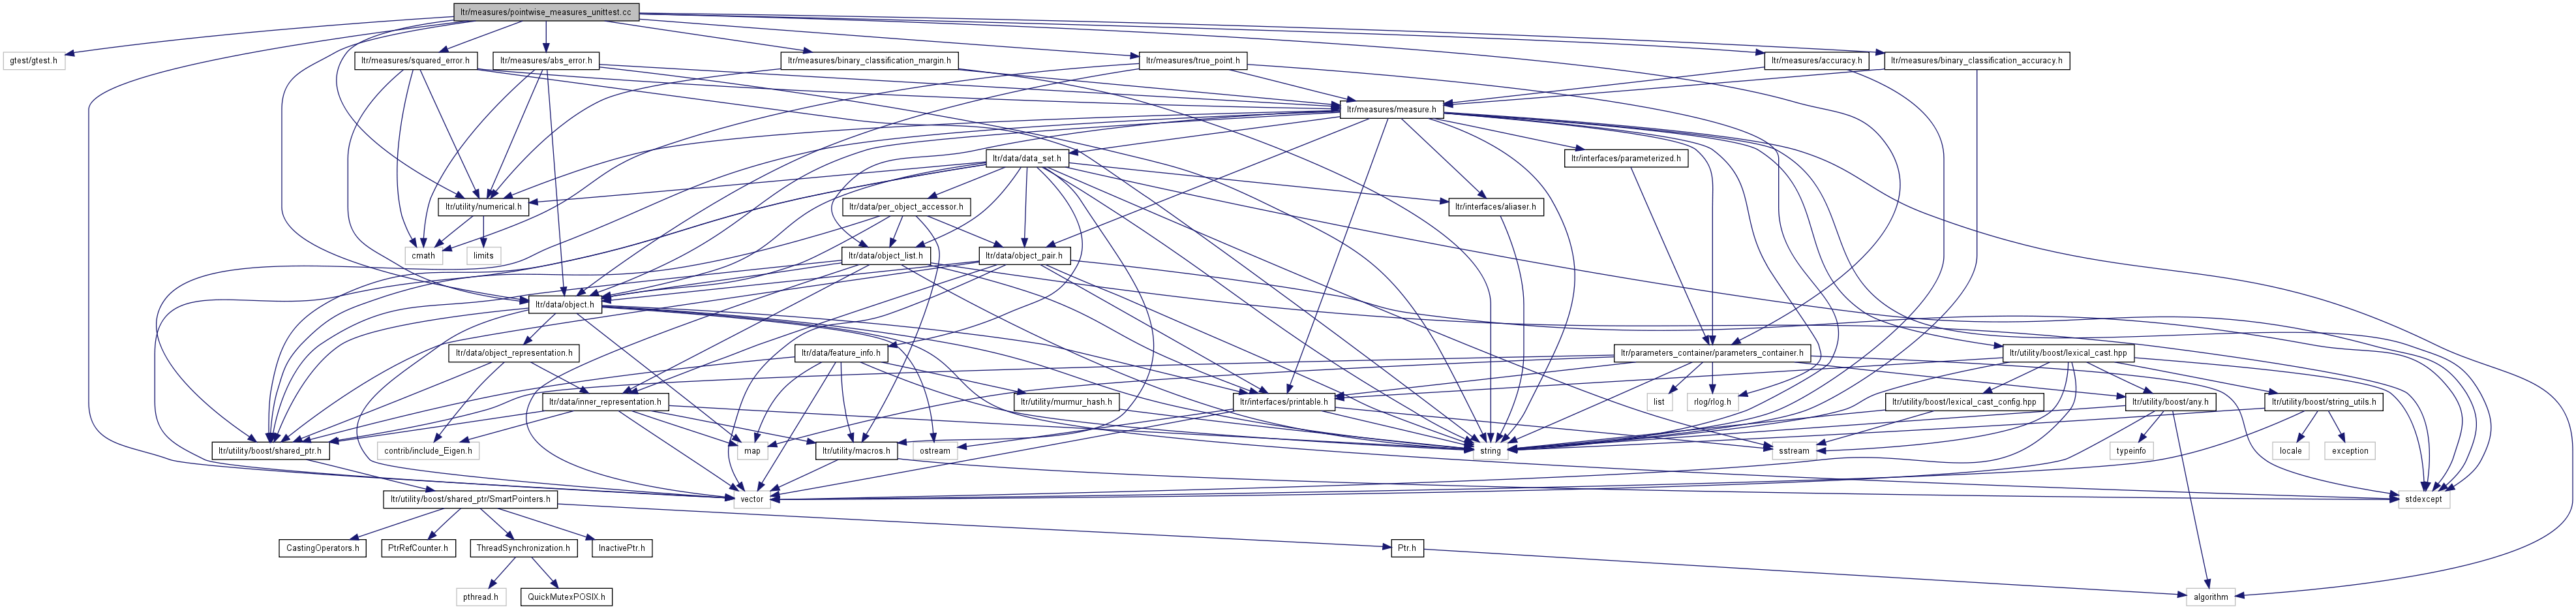 ltr/measures/pointwise_measures_unittest.cc
gtest/gtest.h
ltr/measures/squared_error.h
ltr/measures/abs_error.h
ltr/measures/binary_classification_margin.h
ltr/measures/true_point.h
ltr/measures/accuracy.h
ltr/measures/binary_classification_accuracy.h
ltr/measures/measure.h
ltr/data/data_set.h
ltr/interfaces/parameterized.h
ltr/utility/numerical.h
ltr/data/per_object_accessor.h
ltr/interfaces/aliaser.h
cmath
limits
ltr/data/object_list.h
ltr/data/object_pair.h
ltr/data/object.h
ltr/data/object_representation.h
ltr/data/feature_info.h
ltr/parameters_container/parameters_container.h
ltr/utility/boost/lexical_cast.hpp
ltr/data/inner_representation.h
ltr/utility/murmur_hash.h
ltr/interfaces/printable.h
list
rlog/rlog.h
ltr/utility/boost/lexical_cast_config.hpp
ltr/utility/boost/any.h
ltr/utility/boost/string_utils.h
ltr/utility/boost/shared_ptr.h
contrib/include_Eigen.h
map
ltr/utility/macros.h
ostream
string
sstream
typeinfo
locale
exception
ltr/utility/boost/shared_ptr/SmartPointers.h
vector
stdexcept
CastingOperators.h
PtrRefCounter.h
ThreadSynchronization.h
InactivePtr.h
Ptr.h
pthread.h
QuickMutexPOSIX.h
algorithm